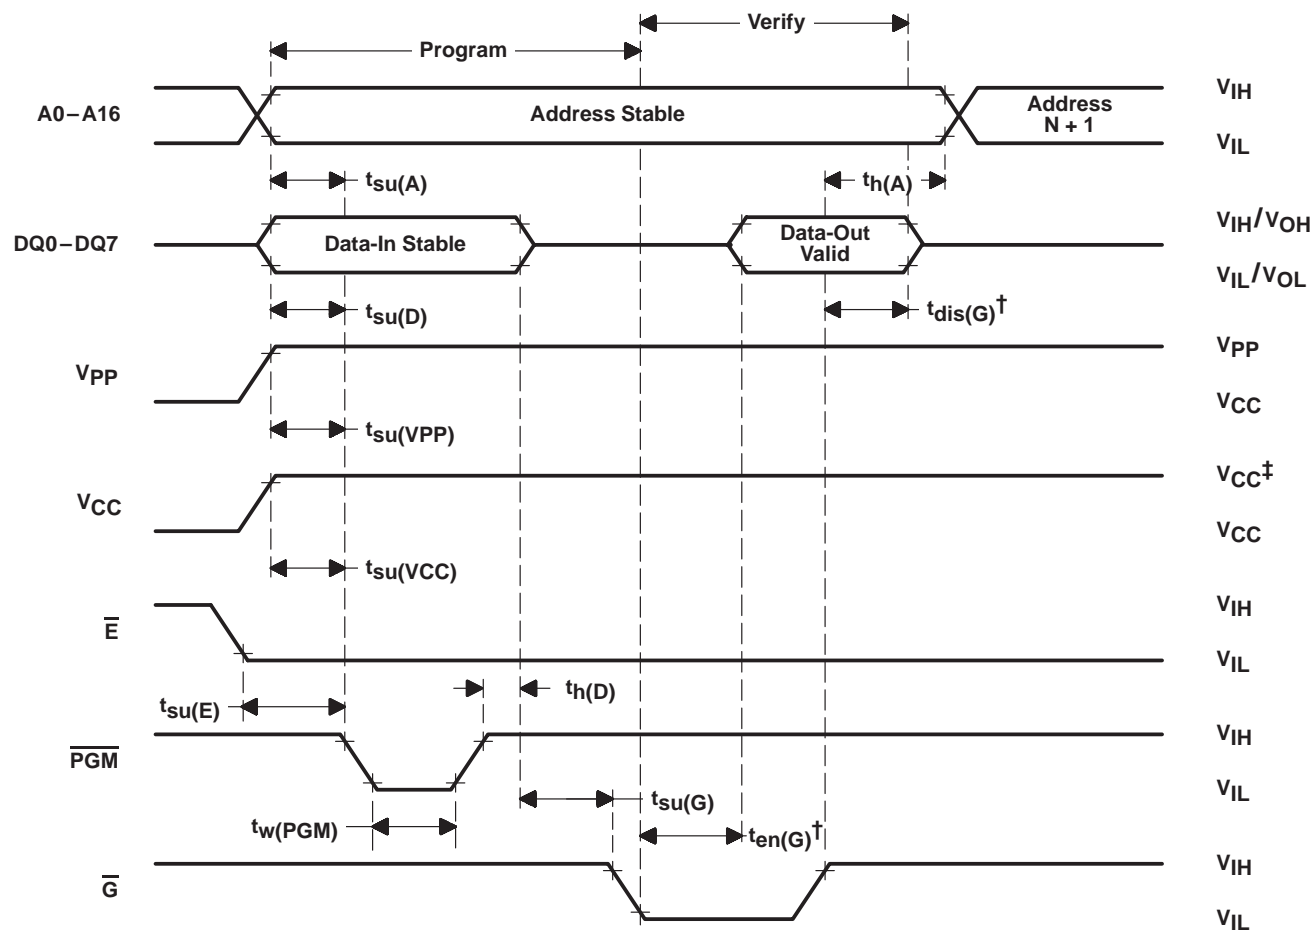 Verify
Program
A0–A16
Address Stable
Address
N + 1
VIH
VIL
tsu(A)
th(A)
DQ0–DQ7
Data-In Stable
Data-Out
Valid
VIH/VOH
VIL/VOL
tsu(D)
tdis(G)†
VPP
VPP
VCC
tsu(VPP)
VCC
VCC‡
VCC
tsu(VCC)
E
VIH
VIL
tsu(E)
th(D)
PGM
VIH
VIL
tsu(G)
tw(PGM)
ten(G)†
G
VIH
VIL